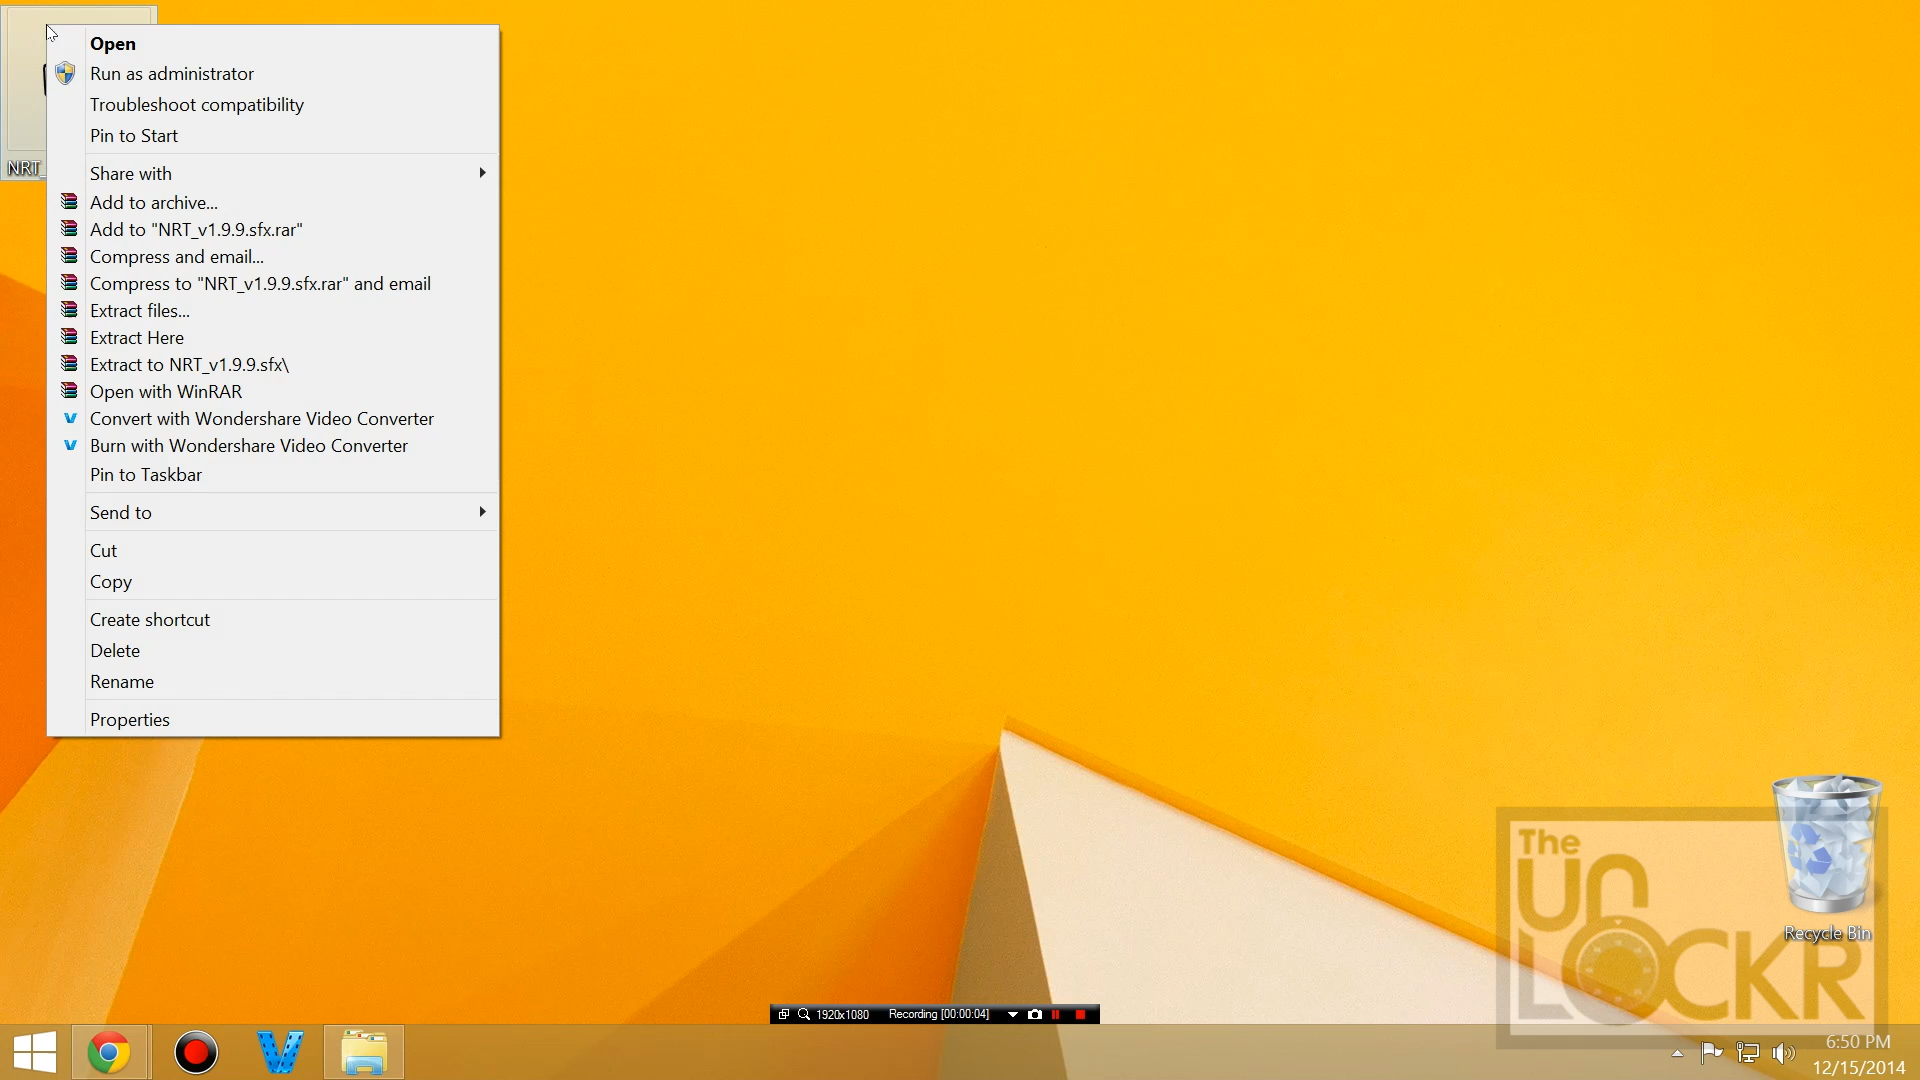 Open
Run as administrator
Troubleshoot compatibility
Pin to Start
NRT_
Share with
Add to archive...
Add to "NRT_v1.9.9.sfx.rar"
Compress and email...
Compress to "NRT_v1.9.9.sfx.rar" and email
Extract files...
Extract Here
Extract to NRT_v1.9.9.sfx\
Open with WinRAR
Convert with Wondershare Video Converter
Burn with Wondershare Video Converter
Pin to Taskbar
Send to
Cut
Copy
Create shortcut
Delete
Rename
Properties
The
UN
LOCKR
Recycle Bin
1920x1080 Recording [00:00:04]
6:50 PM
12/15/2014